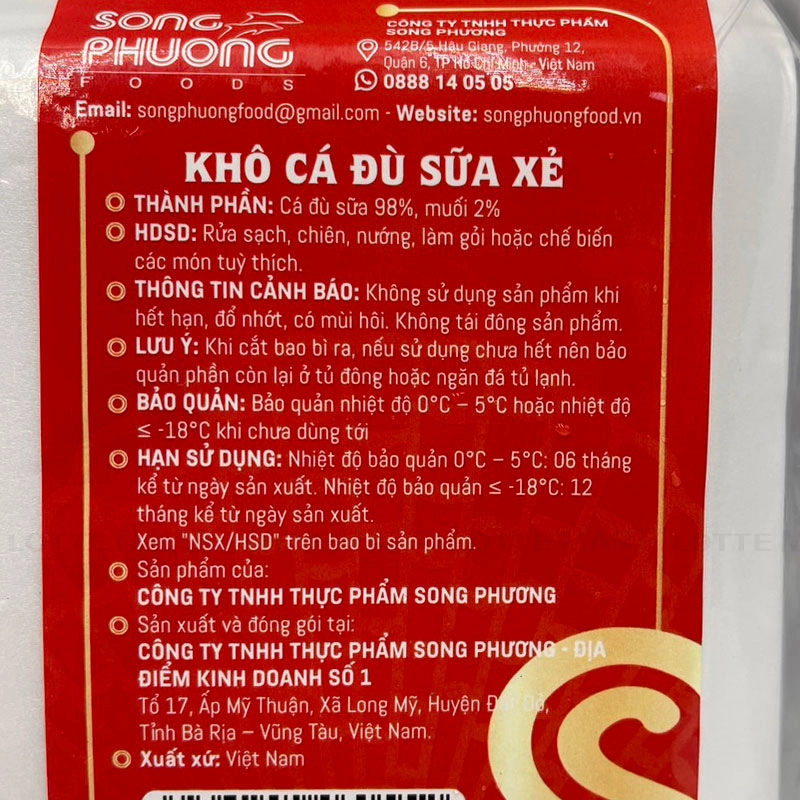 SONG PHUONG
FOODS
CÔNG TY TNHH THỰC PHẨM
SONG PHƯƠNG
542B/5 Hậu Giang, Phường 12,
Quận 6, TP Hồ Chí Minh - Việt Nam
0888 14 05 05
Email: songphuongfood@gmail.com - Website: songphuongfood.vn
KHÔ CÁ ĐÙ SỮA XẺ
THÀNH PHẦN: Cá đù sữa 98%, muối 2%
HDSD: Rửa sạch, chiên, nướng, làm gỏi hoặc chế biến
các món tuỳ thích.
THÔNG TIN CẢNH BÁO: Không sử dụng sản phẩm khi
hết hạn, đổ nhớt, có mùi hôi. Không tái đông sản phẩm.
LƯU Ý: Khi cắt bao bì ra, nếu sử dụng chưa hết nên bảo
quản phần còn lại ở tủ đông hoặc ngăn đá tủ lạnh.
BẢO QUẢN: Bảo quản nhiệt độ 0°C – 5°C hoặc nhiệt độ
≤ -18°C khi chưa dùng tới
HẠN SỬ DỤNG: Nhiệt độ bảo quản 0°C – 5°C: 06 tháng
kể từ ngày sản xuất. Nhiệt độ bảo quản ≤ -18°C: 12
tháng kể từ ngày sản xuất.
Xem "NSX/HSD" trên bao bì sản phẩm.
Sản phẩm của:
CÔNG TY TNHH THỰC PHẨM SONG PHƯƠNG
Sản xuất và đóng gói tại:
CÔNG TY TNHH THỰC PHẨM SONG PHƯƠNG - ĐỊA
ĐIỂM KINH DOANH SỐ 1
Tổ 17, Ấp Mỹ Thuận, Xã Long Mỹ, Huyện Đất Đỏ,
Tỉnh Bà Rịa – Vũng Tàu, Việt Nam.
Xuất xứ: Việt Nam